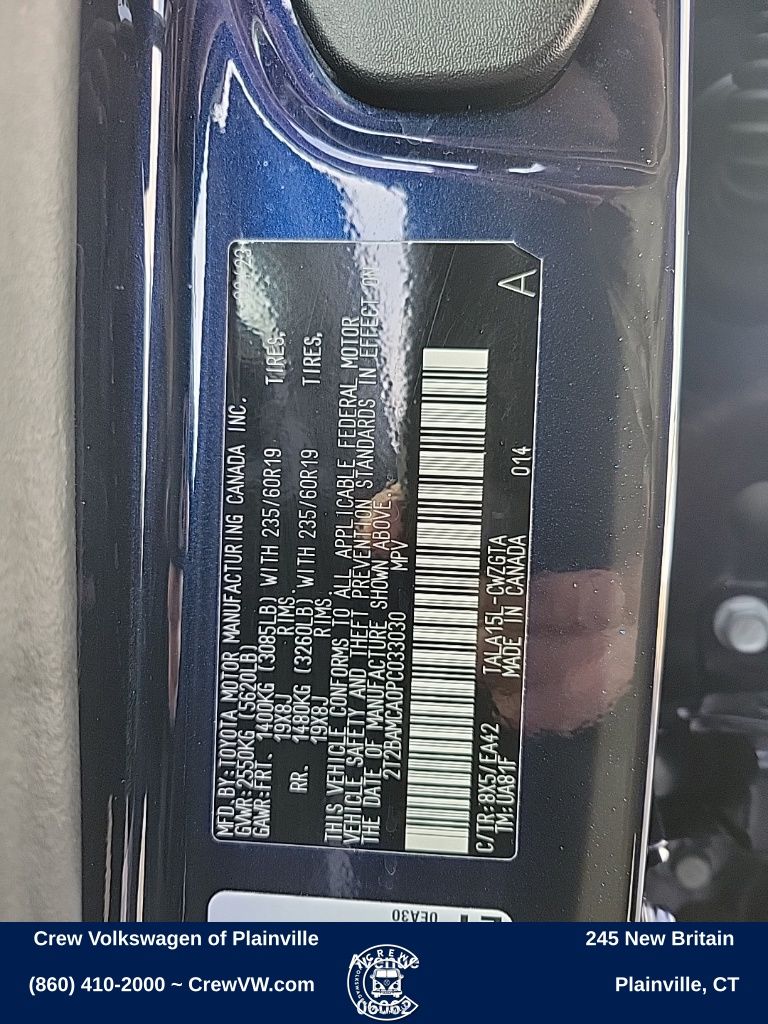 MFD.BY:TOYOTA MOTOR MANUFACTURING CANADA INC.
GVWR:2550KG (5620LB)
GAWR:FRT. 1400KG (3085LB) WITH 235/60R19 TIRES,
19X8J RIMS,
RR. 1480KG (3260LB) WITH 235/60R19 TIRES,
19X8J RIMS,
THIS VEHICLE CONFORMS TO ALL APPLICABLE FEDERAL MOTOR
VEHICLE SAFETY AND THEFT PREVENTION STANDARDS IN EFFECT ON
THE DATE OF MANUFACTURE SHOWN ABOVE.
2T2BAMCA0PC033030 MPV
C/TR:8X5/EA42 TALA15L-CWZGTA 014
TM:UA81F MADE IN CANADA
A
0EA30
Crew Volkswagen of Plainville
245 New Britain
Avenue
(860) 410-2000 ~ CrewVW.com
Plainville, CT
06062
CREW